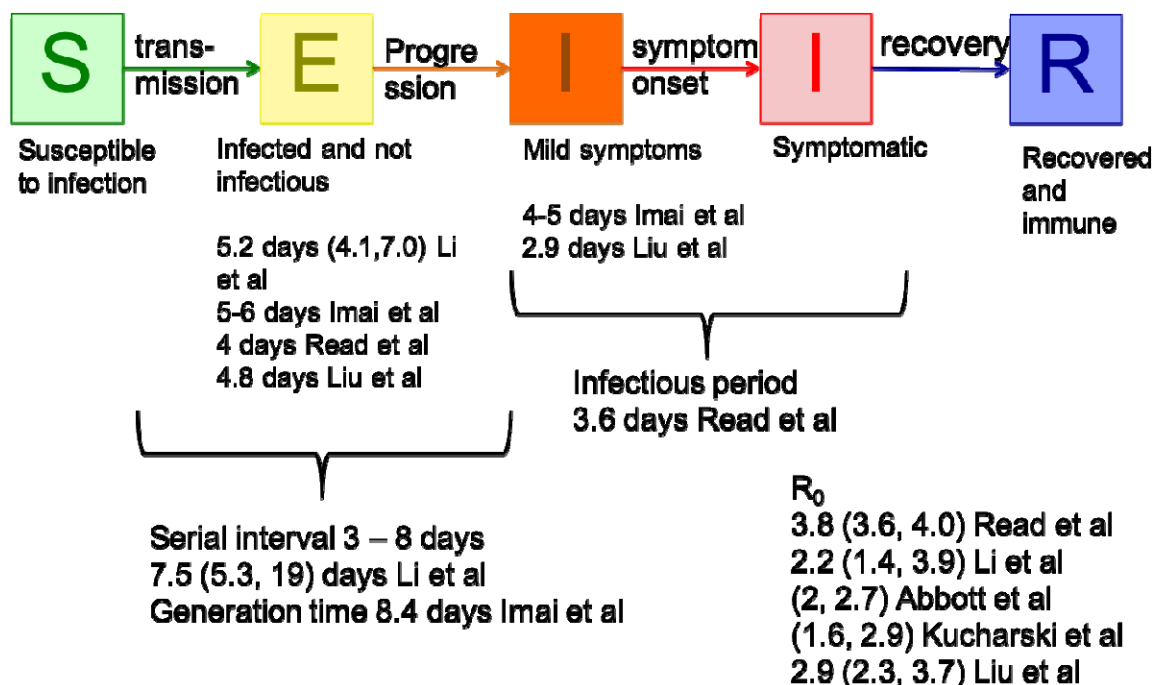 S
trans-
mission
E
Progre
ssion
I
symptom
onset
I
recovery
R
Susceptible
to infection
Infected and not
infectious
Mild symptoms
Symptomatic
Recovered
and
immune
5.2 days (4.1,7.0) Li
et al
5-6 days Imai et al
4 days Read et al
4.8 days Liu et al
4-5 days Imai et al
2.9 days Liu et al
Infectious period
3.6 days Read et al
Serial interval 3 – 8 days
7.5 (5.3, 19) days Li et al
Generation time 8.4 days Imai et al
R₀
3.8 (3.6, 4.0) Read et al
2.2 (1.4, 3.9) Li et al
(2, 2.7) Abbott et al
(1.6, 2.9) Kucharski et al
2.9 (2.3, 3.7) Liu et al